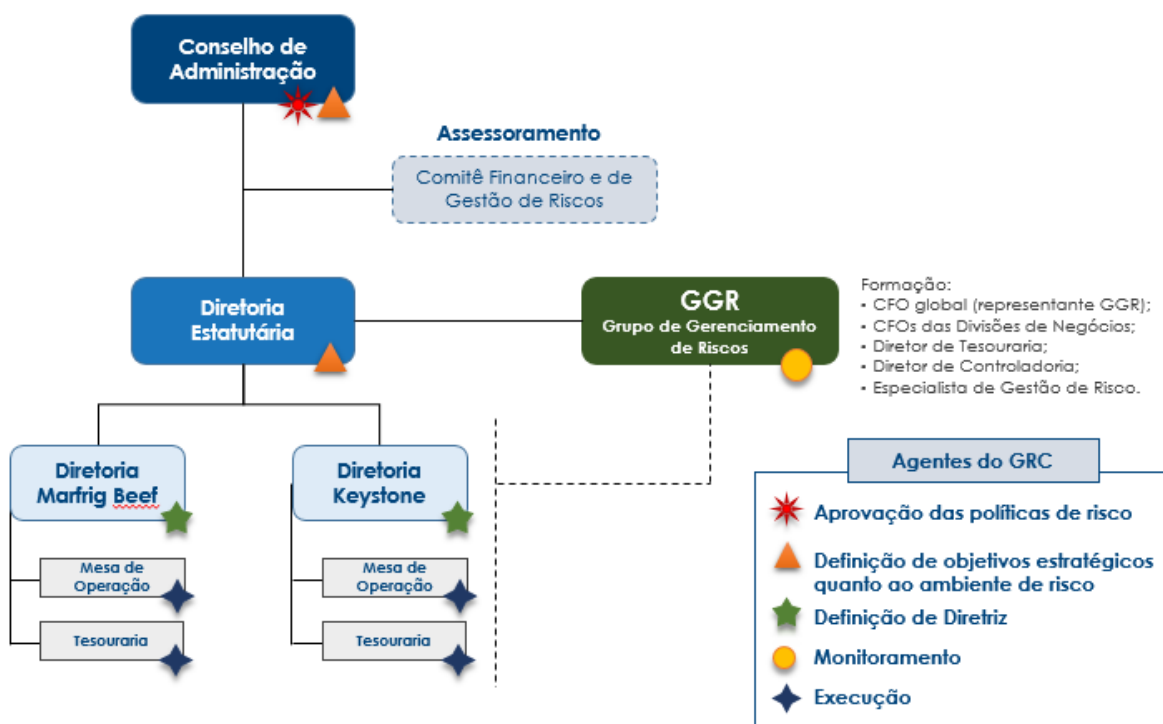 Conselho de
Administração
Assessoramento
Comitê Financeiro e de
Gestão de Riscos
Diretoria
Estatutária
GGR
Grupo de Gerenciamento
de Riscos
Formação:
▪ CFO global (representante GGR);
▪ CFOs das Divisões de Negócios;
▪ Diretor de Tesouraria;
▪ Diretor de Controladoria;
▪ Especialista de Gestão de Risco.
Diretoria
Marfrig Beef
Mesa de
Operação
Tesouraria
Diretoria
Keystone
Mesa de
Operação
Tesouraria
Agentes do GRC
Aprovação das políticas de risco
Definição de objetivos estratégicos
quanto ao ambiente de risco
Definição de Diretriz
Monitoramento
Execução